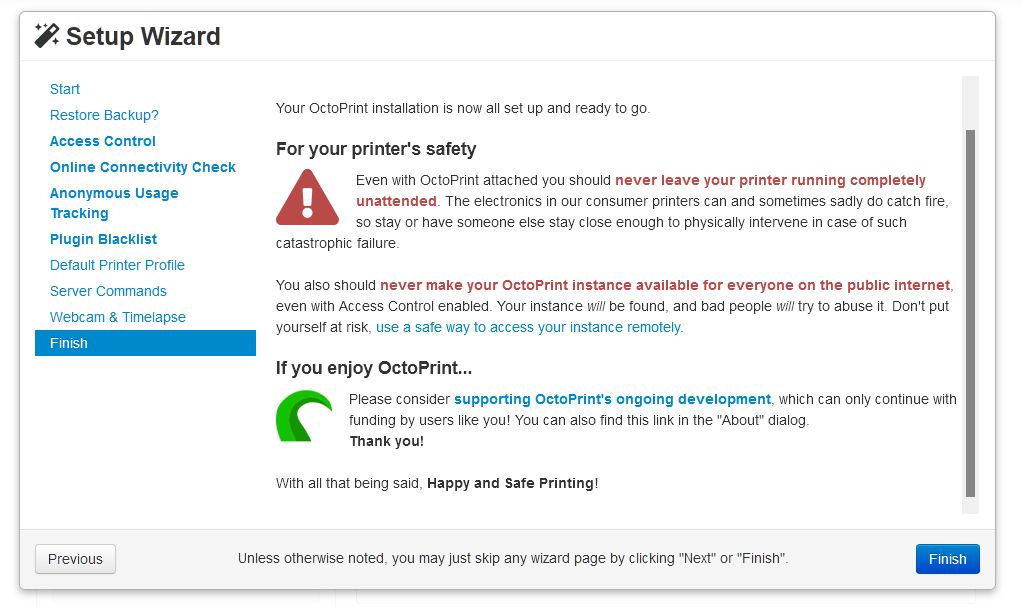 Setup Wizard
Start
Restore Backup?
Access Control
Online Connectivity Check
Anonymous Usage
Tracking
Plugin Blacklist
Default Printer Profile
Server Commands
Webcam & Timelapse
Finish
Your OctoPrint installation is now all set up and ready to go.
For your printer's safety
Even with OctoPrint attached you should never leave your printer running completely
unattended. The electronics in our consumer printers can and sometimes sadly do catch fire,
so stay or have someone else stay close enough to physically intervene in case of such
catastrophic failure.
You also should never make your OctoPrint instance available for everyone on the public internet,
even with Access Control enabled. Your instance will be found, and bad people will try to abuse it. Don't put
yourself at risk, use a safe way to access your instance remotely.
If you enjoy OctoPrint...
Please consider supporting OctoPrint's ongoing development, which can only continue with
funding by users like you! You can also find this link in the "About" dialog.
Thank you!
With all that being said, Happy and Safe Printing!
Previous
Unless otherwise noted, you may just skip any wizard page by clicking "Next" or "Finish".
Finish